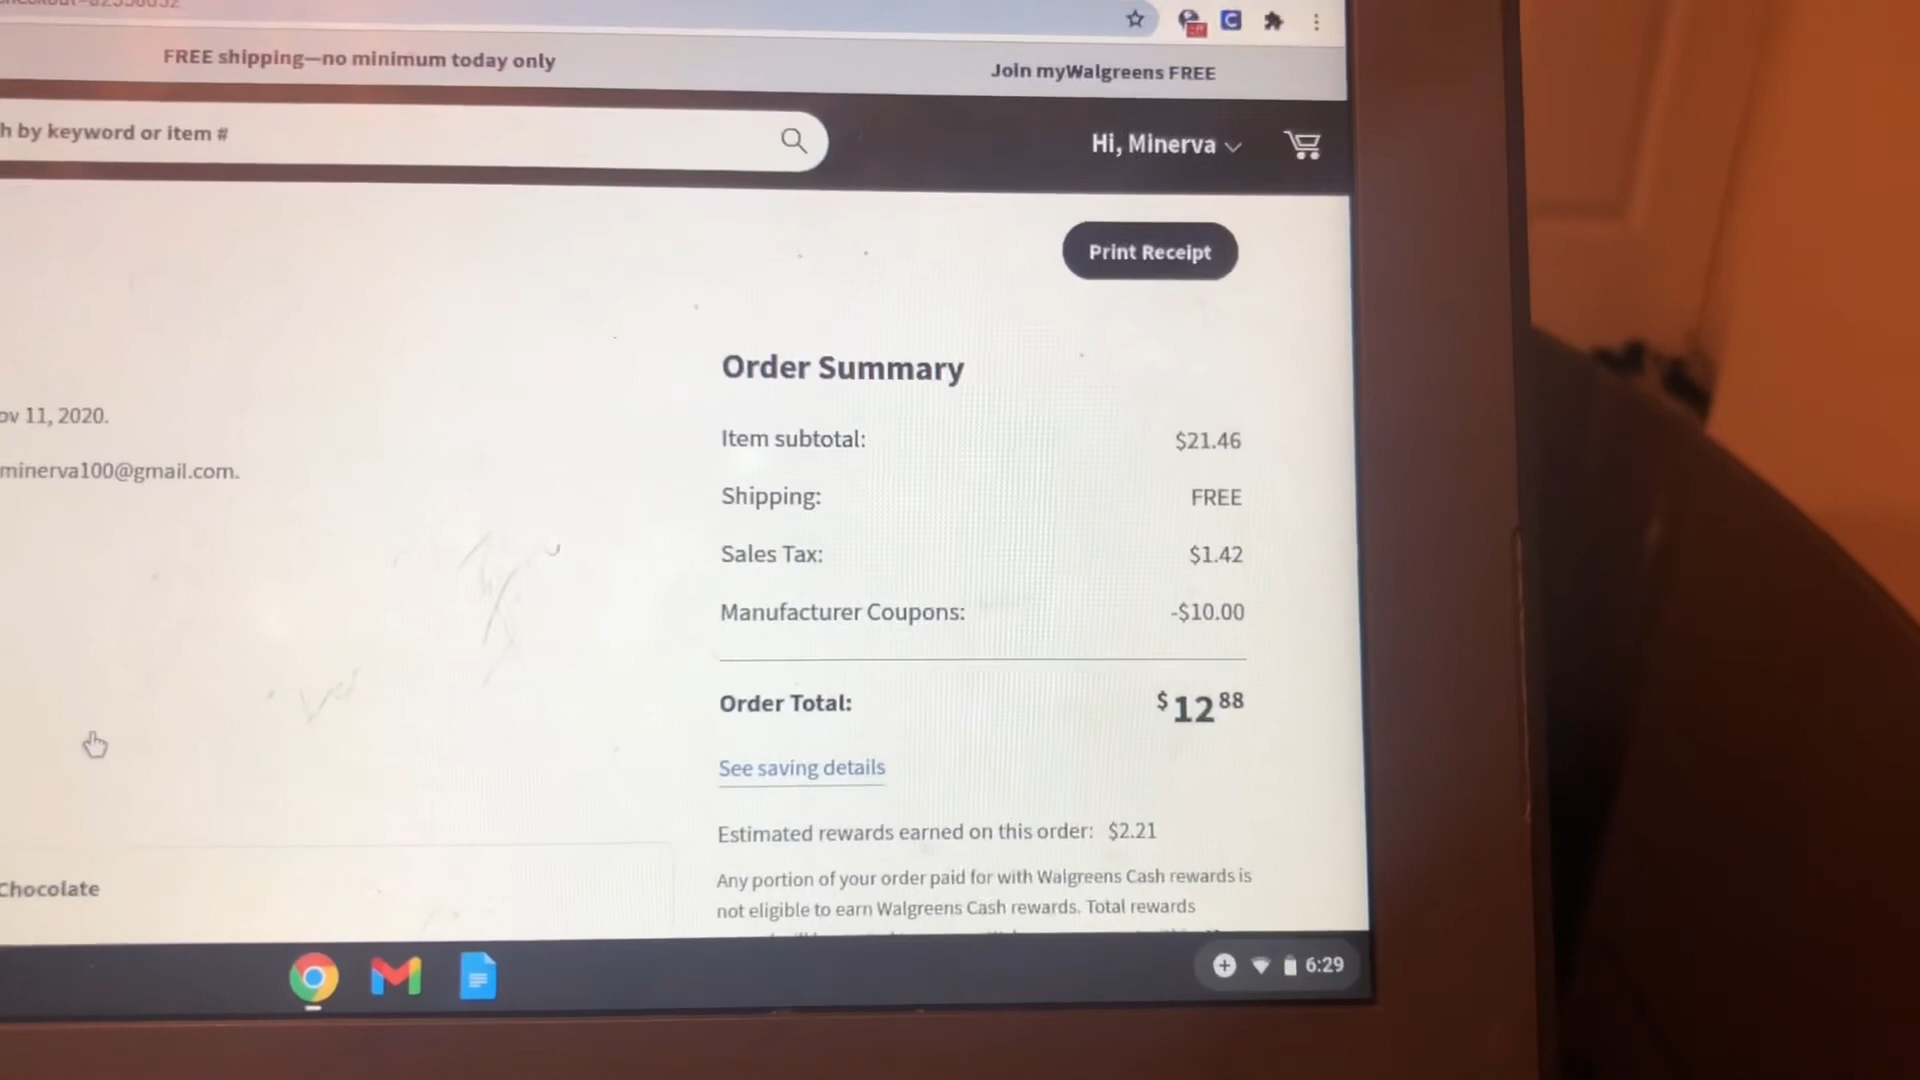 FREE shipping—no minimum today only
Join myWalgreens FREE
h by keyword or item #
Hi, Minerva
Print Receipt
Order Summary
ov 11, 2020.
Item subtotal: $21.46
minerva100@gmail.com.
Shipping: FREE
Sales Tax: $1.42
Manufacturer Coupons: -$10.00
Order Total: $12 88
See saving details
Estimated rewards earned on this order: $2.21
Chocolate
Any portion of your order paid for with Walgreens Cash rewards is
not eligible to earn Walgreens Cash rewards. Total rewards
6:29